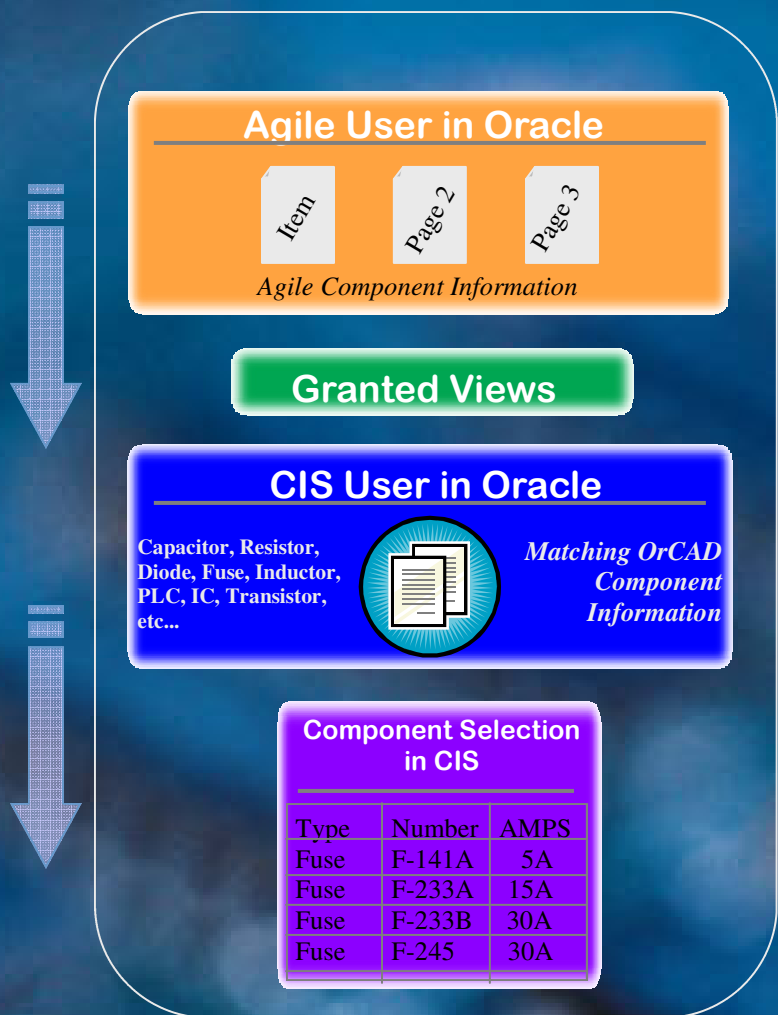 Agile User in Oracle
Item
Page 2
Page 3
Agile Component Information
Granted Views
CIS User in Oracle
Capacitor, Resistor,
Diode, Fuse, Inductor,
PLC, IC, Transistor,
etc...
Matching OrCAD
Component
Information
Component Selection
in CIS
Type Number AMPS
Fuse F-141A 5A
Fuse F-233A 15A
Fuse F-233B 30A
Fuse F-245 30A